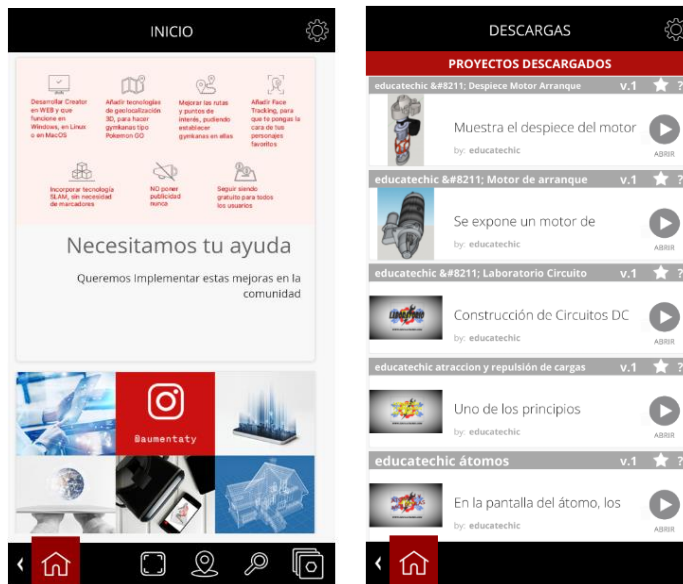 INICIO
Desarrollar Creator
en WEB y que
funcione en
Windows, en Linux
o en MacOS
Añadir tecnologías
de geolocalización
3D, para hacer
gymkanas tipo
Pokemon GO
Mejorar las rutas
y puntos de
interés, pudiendo
establecer
gymkanas en ellas
Añadir Face
Tracking, para
que te pongas la
cara de tus
personajes
favoritos
Incorporar tecnología
SLAM, sin necesidad
de marcadores
NO poner
publicidad
nunca
Seguir siendo
gratuito para todos
los usuarios
Necesitamos tu ayuda
Queremos Implementar estas mejoras en la
comunidad
@aumentaty
DESCARGAS
PROYECTOS DESCARGADOS
educatechic &#8211; Despiece Motor Arranque v.1 ?
Muestra el despiece del motor
by: educatechic
ABRIR
educatechic &#8211; Motor de arranque v.1 ?
Se expone un motor de
by: educatechic
ABRIR
educatechic &#8211; Laboratorio Circuito v.1 ?
LABORATORIO
Construcción de Circuitos DC
by: educatechic
ABRIR
educatechic atraccion y repulsión de cargas v.1 ?
Uno de los principios
by: educatechic
ABRIR
educatechic átomos v.1 ?
En la pantalla del átomo, los
by: educatechic
ABRIR